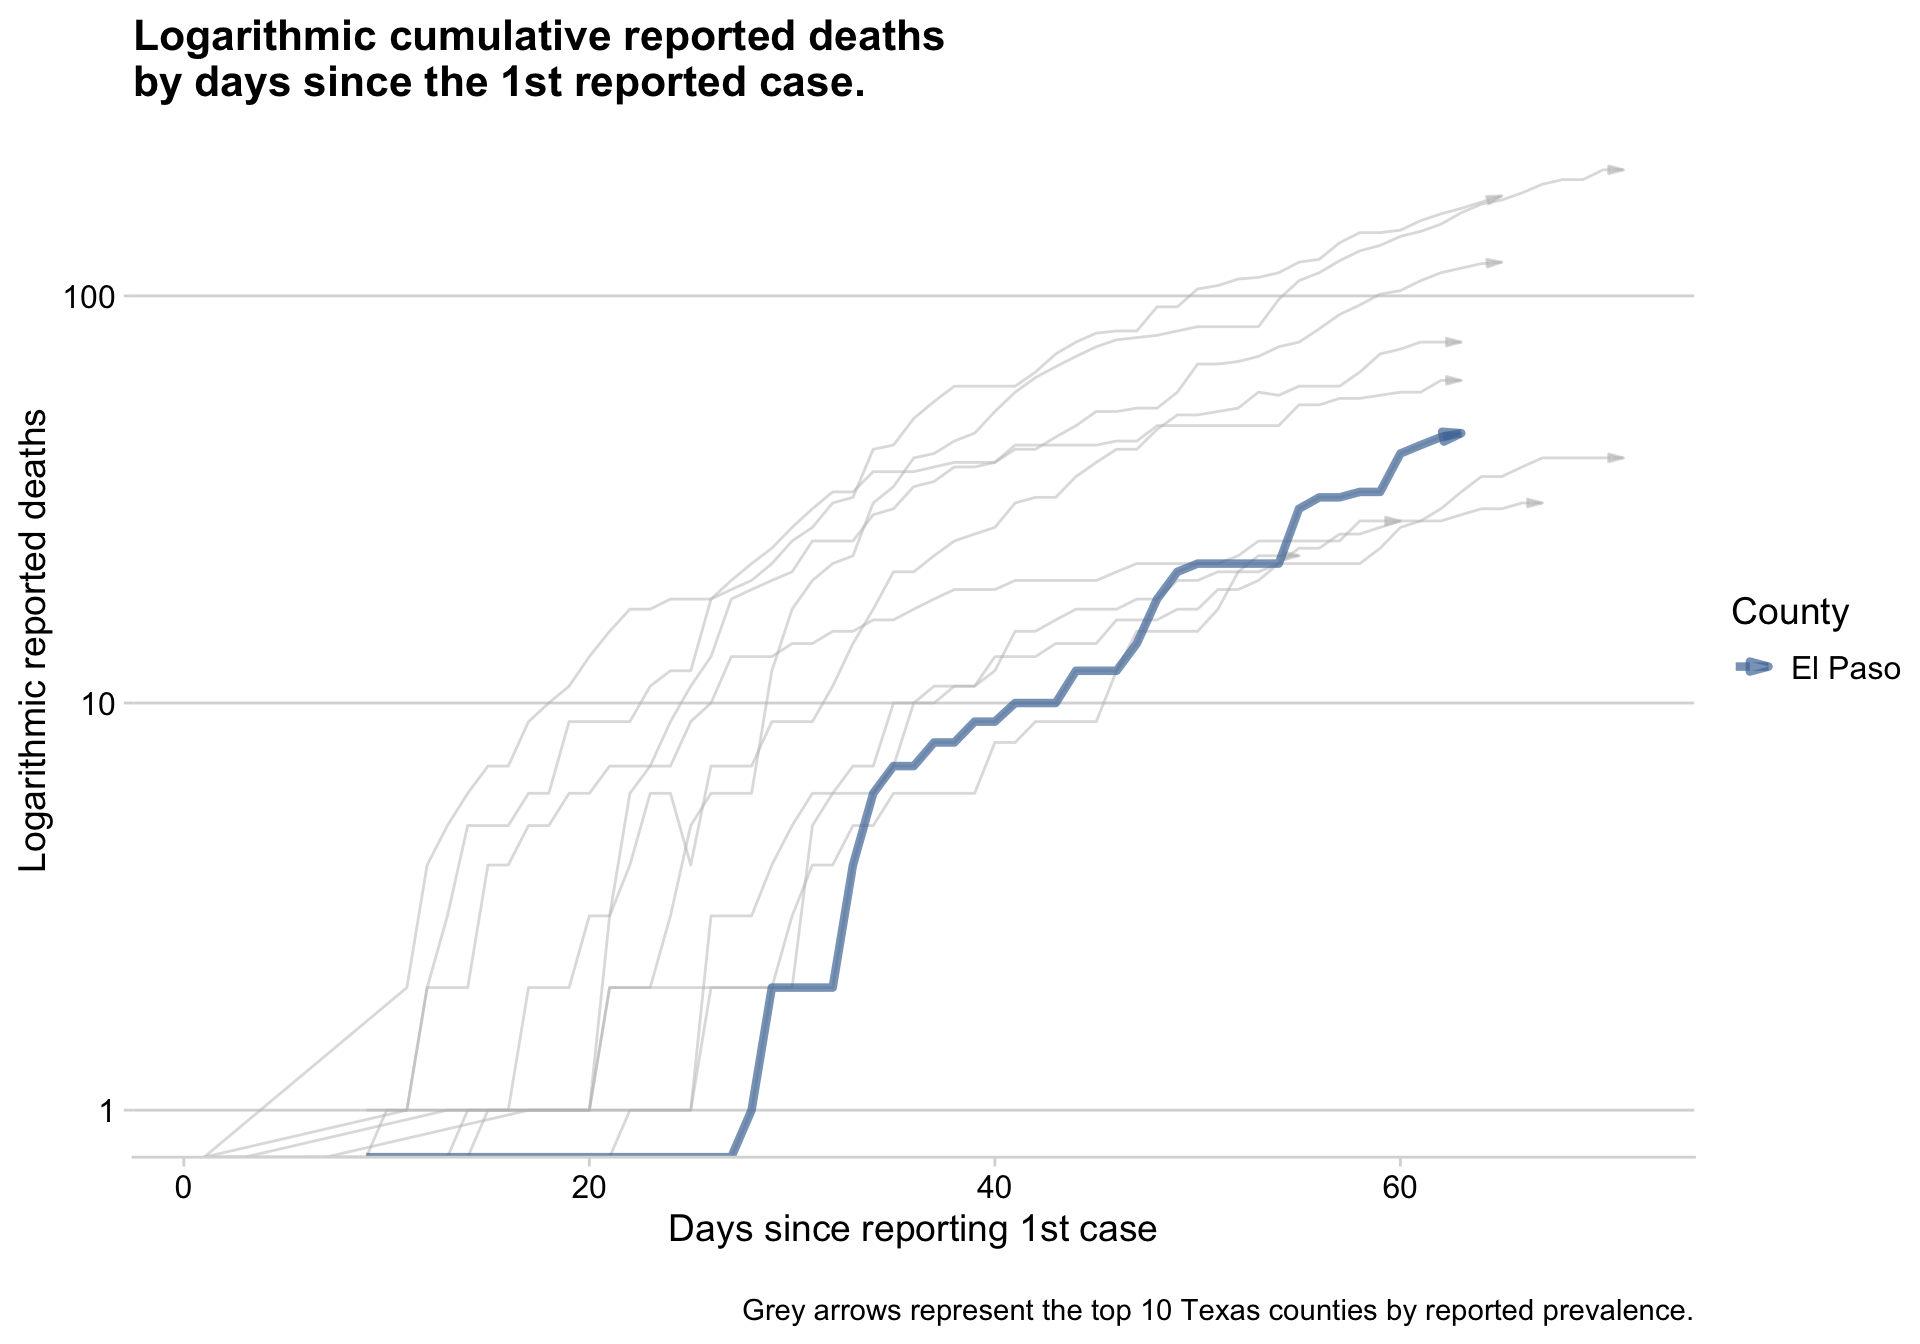 Logarithmic cumulative reported deaths
by days since the 1st reported case.
Logarithmic reported deaths
100
10
1
0
20
40
60
Days since reporting 1st case
County
El Paso
Grey arrows represent the top 10 Texas counties by reported prevalence.